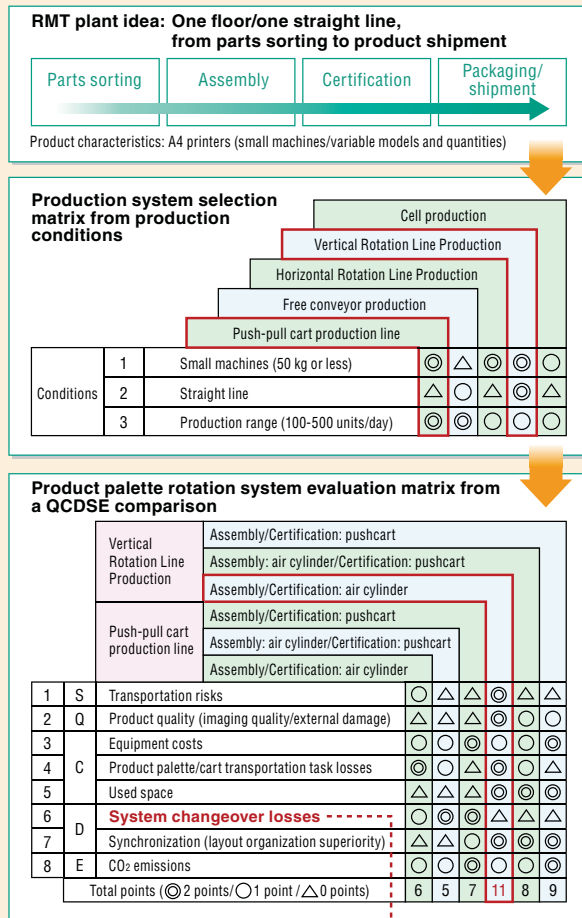 RMT plant idea: One floor/one straight line,
from parts sorting to product shipment
Parts sorting
Assembly
Certification
Packaging/
shipment
Product characteristics: A4 printers (small machines/variable models and quantities)
Production system selection
matrix from production
conditions
Cell production
Vertical Rotation Line Production
Horizontal Rotation Line Production
Free conveyor production
Push-pull cart production line
Conditions
1 Small machines (50 kg or less) ◎ △ ◎ ◎ ○
2 Straight line △ ○ △ ◎ △
3 Production range (100-500 units/day) ◎ ◎ ○ ○ ○
Product palette rotation system evaluation matrix from
a QCDSE comparison
Vertical
Rotation Line
Production
Assembly/Certification: pushcart
Assembly: air cylinder/Certification: pushcart
Assembly/Certification: air cylinder
Push-pull cart
production line
Assembly/Certification: pushcart
Assembly: air cylinder/Certification: pushcart
Assembly/Certification: air cylinder
1 S Transportation risks ○ △ △ ◎ △ △
2 Q Product quality (imaging quality/external damage) △ △ △ ◎ ○ ○
3 Equipment costs ○ ○ ◎ ○ ○ ◎
4 C Product palette/cart transportation task losses ◎ ○ △ ◎ ○ △
5 Used space △ △ △ ◎ ◎ ◎
6 D System changeover losses ○ ◎ ◎ △ △ △
7 Synchronization (layout organization superiority) △ △ ○ ◎ ◎ ◎
8 E CO2 emissions ○ ○ ◎ ○ ○ ◎
Total points (◎ 2 points/○ 1 point/△ 0 points) 6 5 7 11 8 9